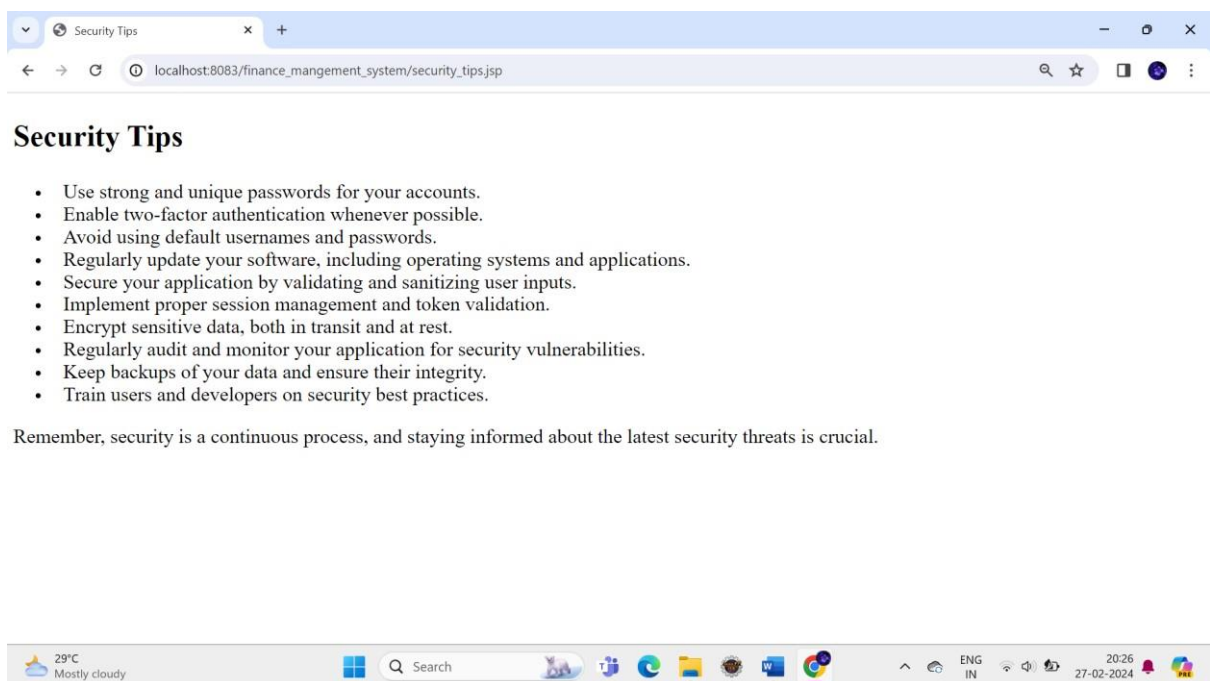 Security Tips
localhost:8083/finance_mangement_system/security_tips.jsp
Security Tips
• Use strong and unique passwords for your accounts.
• Enable two-factor authentication whenever possible.
• Avoid using default usernames and passwords.
• Regularly update your software, including operating systems and applications.
• Secure your application by validating and sanitizing user inputs.
• Implement proper session management and token validation.
• Encrypt sensitive data, both in transit and at rest.
• Regularly audit and monitor your application for security vulnerabilities.
• Keep backups of your data and ensure their integrity.
• Train users and developers on security best practices.
Remember, security is a continuous process, and staying informed about the latest security threats is crucial.
29°C
Mostly cloudy
Search
ENG
IN
20:26
27-02-2024
PRE